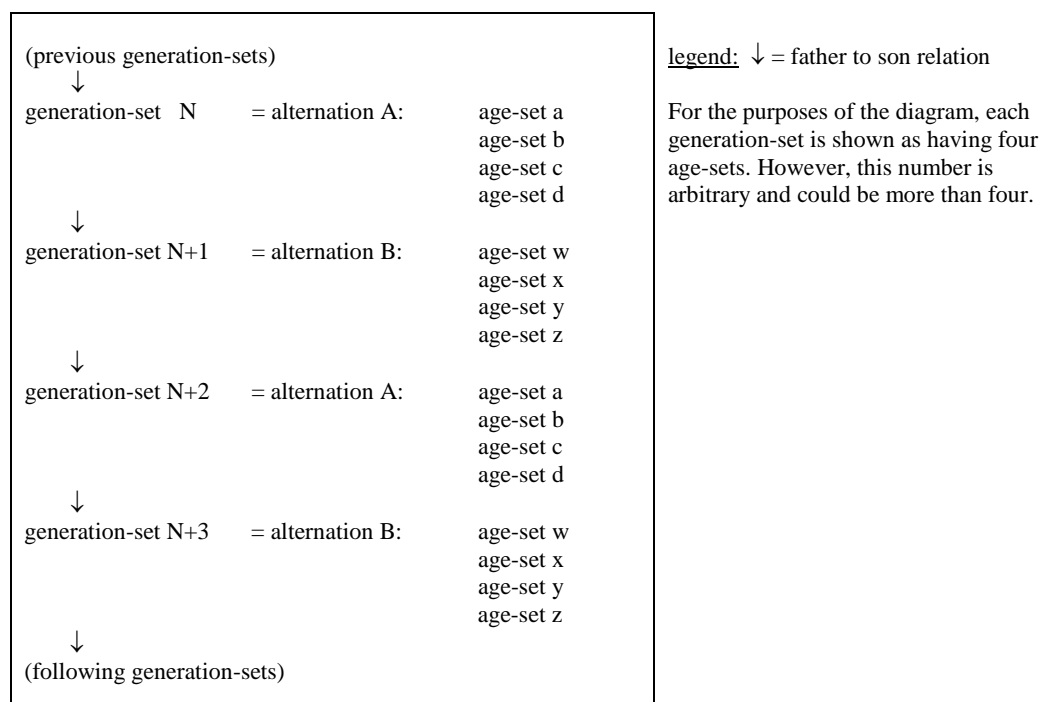 (previous generation-sets)
↓
generation-set N = alternation A: age-set a
age-set b
age-set c
age-set d
↓
generation-set N+1 = alternation B: age-set w
age-set x
age-set y
age-set z
↓
generation-set N+2 = alternation A: age-set a
age-set b
age-set c
age-set d
↓
generation-set N+3 = alternation B: age-set w
age-set x
age-set y
age-set z
↓
(following generation-sets)
legend: ↓ = father to son relation
For the purposes of the diagram, each
generation-set is shown as having four
age-sets. However, this number is
arbitrary and could be more than four.